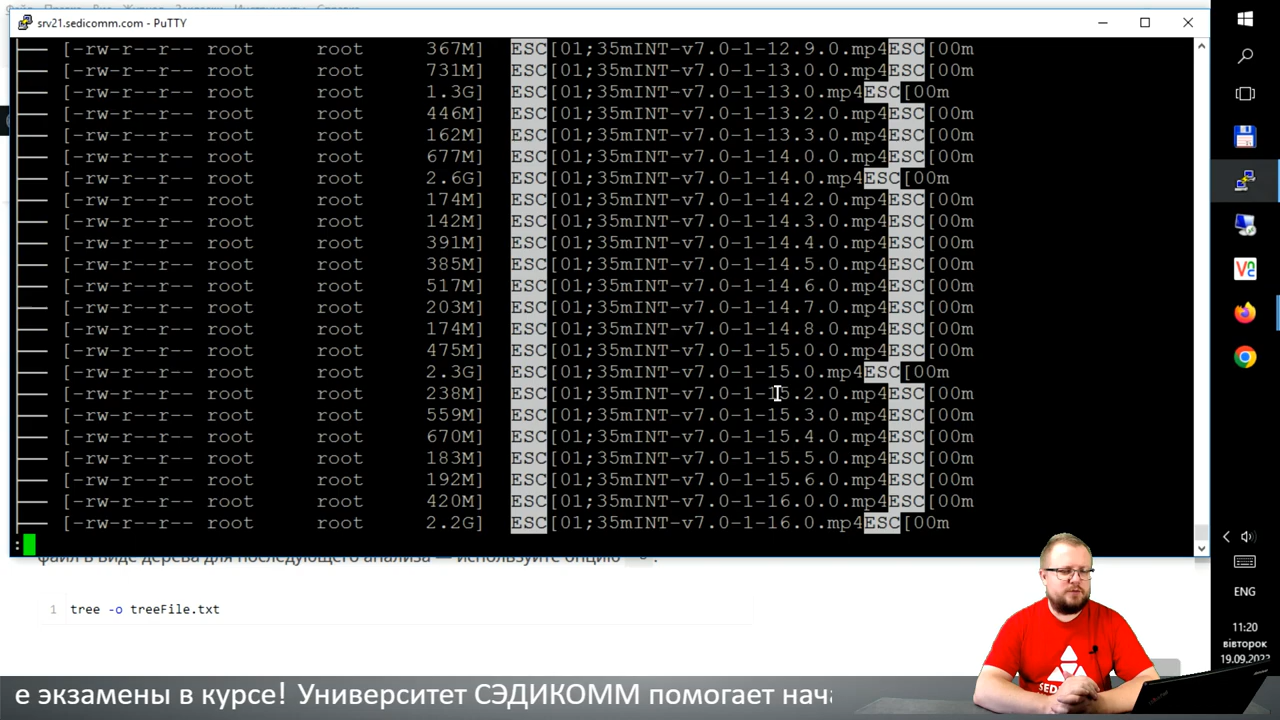 srv21.sedicomm.com - PuTTY
[-rw-r--r-- root root 367M] ESC[01;35mINT-v7.0-1-12.9.0.mp4ESC[00m
[-rw-r--r-- root root 731M] ESC[01;35mINT-v7.0-1-13.0.0.mp4ESC[00m
[-rw-r--r-- root root 1.3G] ESC[01;35mINT-v7.0-1-13.0.mp4ESC[00m
[-rw-r--r-- root root 446M] ESC[01;35mINT-v7.0-1-13.2.0.mp4ESC[00m
[-rw-r--r-- root root 162M] ESC[01;35mINT-v7.0-1-13.3.0.mp4ESC[00m
[-rw-r--r-- root root 677M] ESC[01;35mINT-v7.0-1-14.0.0.mp4ESC[00m
[-rw-r--r-- root root 2.6G] ESC[01;35mINT-v7.0-1-14.0.mp4ESC[00m
[-rw-r--r-- root root 174M] ESC[01;35mINT-v7.0-1-14.2.0.mp4ESC[00m
[-rw-r--r-- root root 142M] ESC[01;35mINT-v7.0-1-14.3.0.mp4ESC[00m
[-rw-r--r-- root root 391M] ESC[01;35mINT-v7.0-1-14.4.0.mp4ESC[00m
[-rw-r--r-- root root 385M] ESC[01;35mINT-v7.0-1-14.5.0.mp4ESC[00m
[-rw-r--r-- root root 517M] ESC[01;35mINT-v7.0-1-14.6.0.mp4ESC[00m
[-rw-r--r-- root root 203M] ESC[01;35mINT-v7.0-1-14.7.0.mp4ESC[00m
[-rw-r--r-- root root 174M] ESC[01;35mINT-v7.0-1-14.8.0.mp4ESC[00m
[-rw-r--r-- root root 475M] ESC[01;35mINT-v7.0-1-15.0.0.mp4ESC[00m
[-rw-r--r-- root root 2.3G] ESC[01;35mINT-v7.0-1-15.0.mp4ESC[00m
[-rw-r--r-- root root 238M] ESC[01;35mINT-v7.0-1-15.2.0.mp4ESC[00m
[-rw-r--r-- root root 559M] ESC[01;35mINT-v7.0-1-15.3.0.mp4ESC[00m
[-rw-r--r-- root root 670M] ESC[01;35mINT-v7.0-1-15.4.0.mp4ESC[00m
[-rw-r--r-- root root 183M] ESC[01;35mINT-v7.0-1-15.5.0.mp4ESC[00m
[-rw-r--r-- root root 192M] ESC[01;35mINT-v7.0-1-15.6.0.mp4ESC[00m
[-rw-r--r-- root root 420M] ESC[01;35mINT-v7.0-1-16.0.0.mp4ESC[00m
[-rw-r--r-- root root 2.2G] ESC[01;35mINT-v7.0-1-16.0.mp4ESC[00m
:
файл в виде дерева для последующего анализа — используйте опцию
1 tree -o treeFile.txt
ENG
11:20
вівторок
19.09.2023
е экзамены в курсе! Университет СЭДИКОММ помогает нача